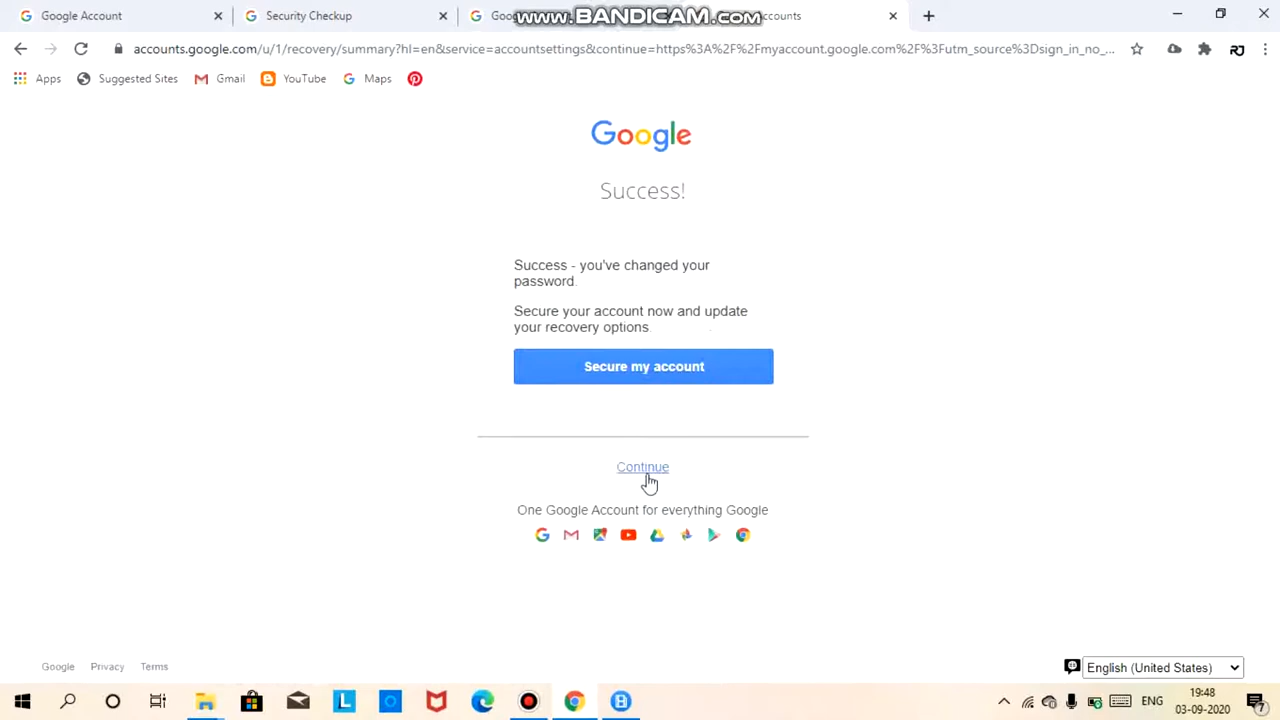 Google Account
Security Checkup
Goo
www.BANDICAM.com
ccounts
accounts.google.com/u/1/recovery/summary?hl=en&service=accountsettings&continue=https%3A%2F%2Fmyaccount.google.com%2F%3Futm_source%3Dsign_in_no_...
Apps
Suggested Sites
Gmail
YouTube
Maps
Google
Success!
Success - you've changed your
password.
Secure your account now and update
your recovery options.
Secure my account
Continue
One Google Account for everything Google
Google Privacy Terms
English (United States)
ENG
19:48
03-09-2020